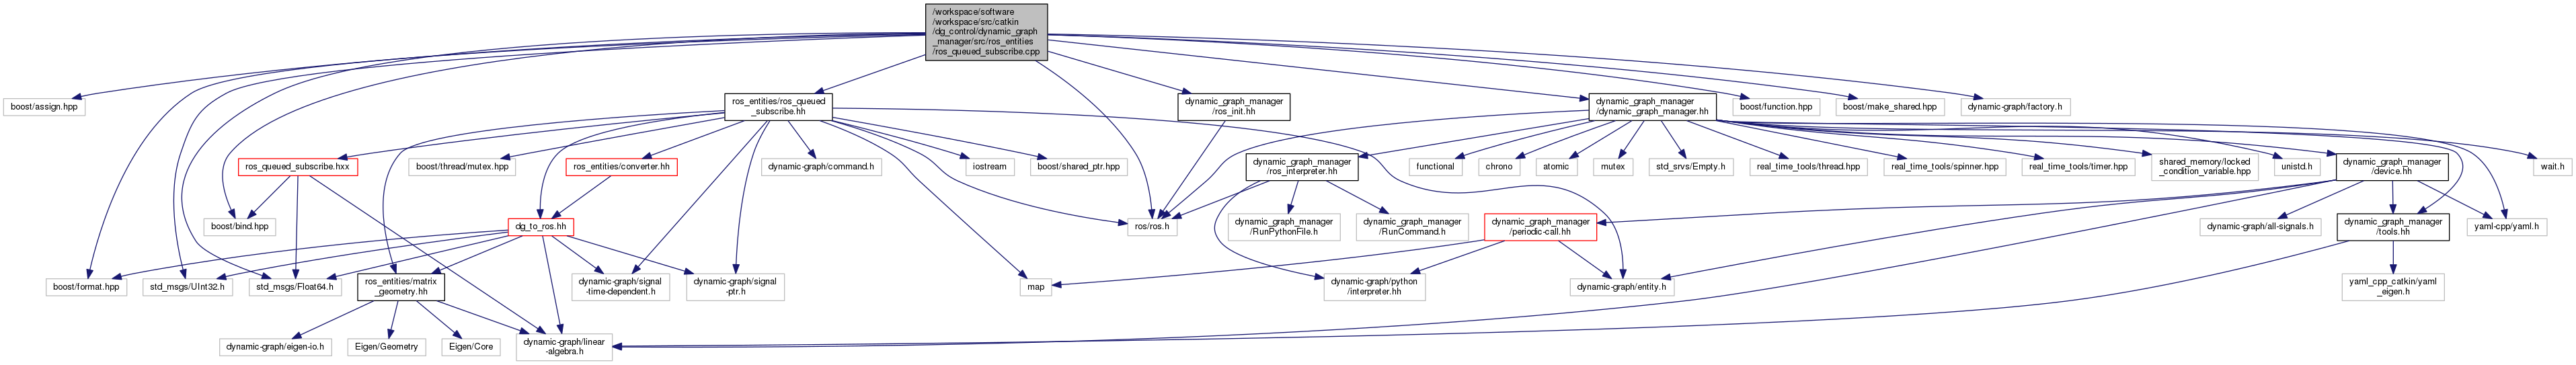 /workspace/software
/workspace/src/catkin
/dg_control/dynamic_graph
_manager/src/ros_entities
/ros_queued_subscribe.cpp
boost/assign.hpp
ros_entities/ros_queued
_subscribe.hh
dynamic_graph_manager
/ros_init.hh
dynamic_graph_manager
/dynamic_graph_manager.hh
boost/function.hpp
boost/make_shared.hpp
dynamic-graph/factory.h
ros_queued_subscribe.hxx
boost/thread/mutex.hpp
ros_entities/converter.hh
dynamic-graph/command.h
iostream
boost/shared_ptr.hpp
dynamic_graph_manager
/ros_interpreter.hh
functional
chrono
atomic
mutex
std_srvs/Empty.h
real_time_tools/thread.hpp
real_time_tools/spinner.hpp
real_time_tools/timer.hpp
shared_memory/locked
_condition_variable.hpp
unistd.h
dynamic_graph_manager
/device.hh
wait.h
boost/bind.hpp
dg_to_ros.hh
ros/ros.h
dynamic_graph_manager
/RunPythonFile.h
dynamic_graph_manager
/RunCommand.h
dynamic_graph_manager
/periodic-call.hh
dynamic-graph/all-signals.h
dynamic_graph_manager
/tools.hh
yaml-cpp/yaml.h
boost/format.hpp
std_msgs/UInt32.h
std_msgs/Float64.h
ros_entities/matrix
_geometry.hh
dynamic-graph/signal
-time-dependent.h
dynamic-graph/signal
-ptr.h
map
dynamic-graph/python
/interpreter.hh
dynamic-graph/entity.h
yaml_cpp_catkin/yaml
_eigen.h
dynamic-graph/eigen-io.h
Eigen/Geometry
Eigen/Core
dynamic-graph/linear
-algebra.h